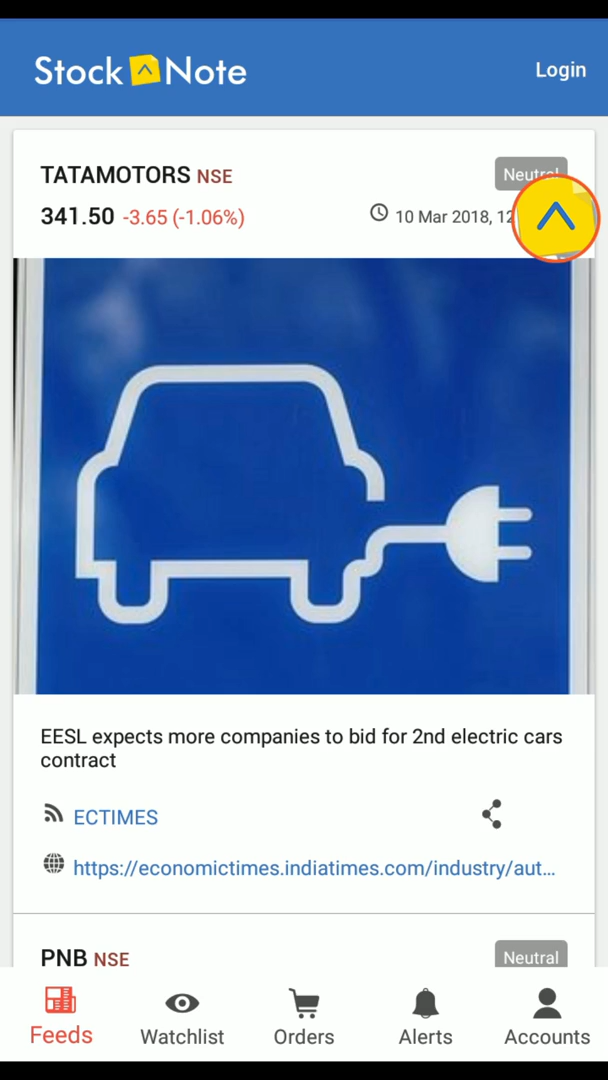 Stock Note
Login
TATAMOTORS NSE
341.50 -3.65 (-1.06%)
10 Mar 2018,
EESL expects more companies to bid for 2nd electric cars
contract
ECTIMES
https://economictimes.indiatimes.com/industry/aut...
PNB NSE
Neutral
Feeds
Watchlist
Orders
Alerts
Accounts